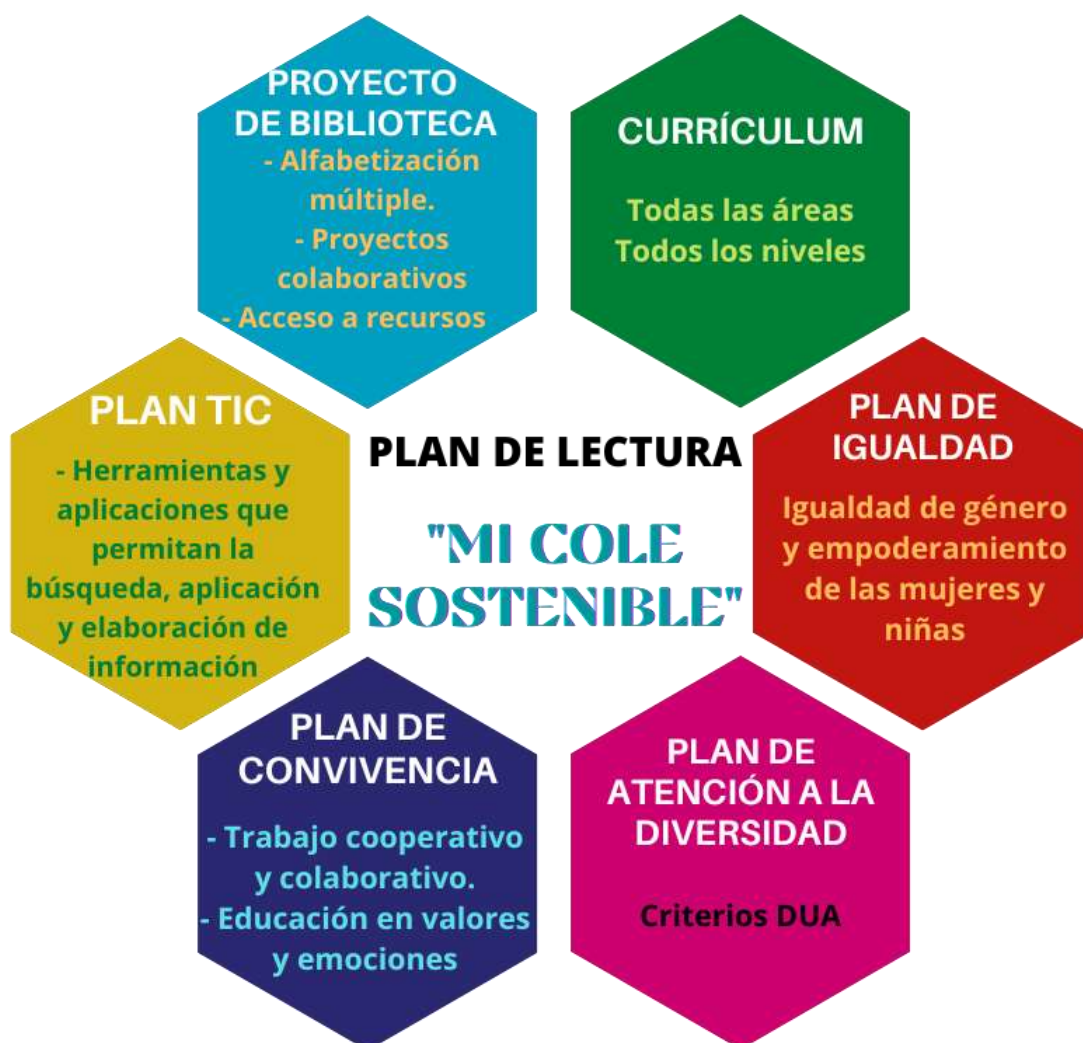 PROYECTO
DE BIBLIOTECA
- Alfabetización
múltiple.
- Proyectos
colaborativos
- Acceso a recursos
CURRÍCULUM
Todas las áreas
Todos los niveles
PLAN TIC
- Herramientas y
aplicaciones que
permitan la
búsqueda, aplicación
y elaboración de
información
PLAN DE LECTURA
"MI COLE
SOSTENIBLE"
PLAN DE
IGUALDAD
Igualdad de género
y empoderamiento
de las mujeres y
niñas
PLAN DE
CONVIVENCIA
- Trabajo cooperativo
y colaborativo.
- Educación en valores
y emociones
PLAN DE
ATENCIÓN A LA
DIVERSIDAD
Criterios DUA